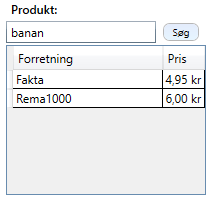 Produkt:
banan Søg
Forretning Pris
Fakta 4,95 kr
Rema1000 6,00 kr